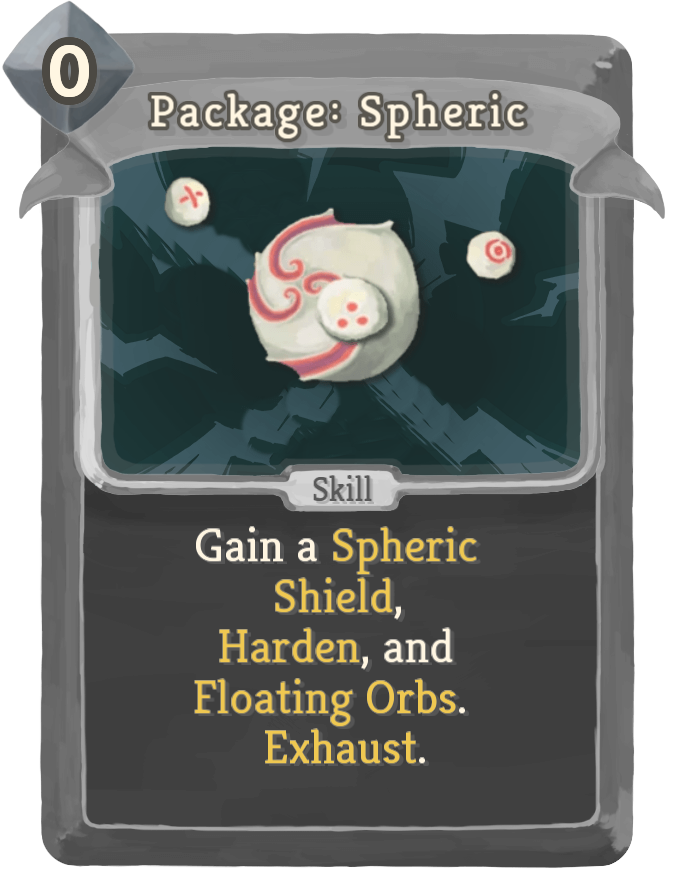 0
Package: Spheric
Skill
Gain a Spheric
Shield,
Harden, and
Floating Orbs.
Exhaust.